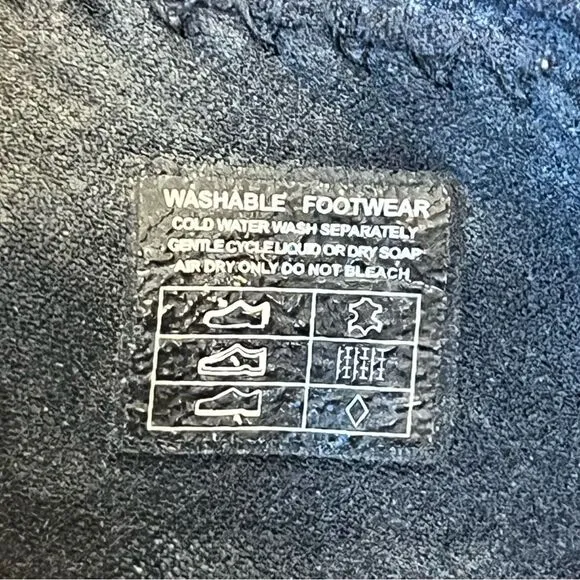 WASHABLE FOOTWEAR
COLD WATER WASH SEPARATELY
GENTLE CYCLE LIQUID OR DRY SOAP
AIR DRY ONLY DO NOT BLEACH